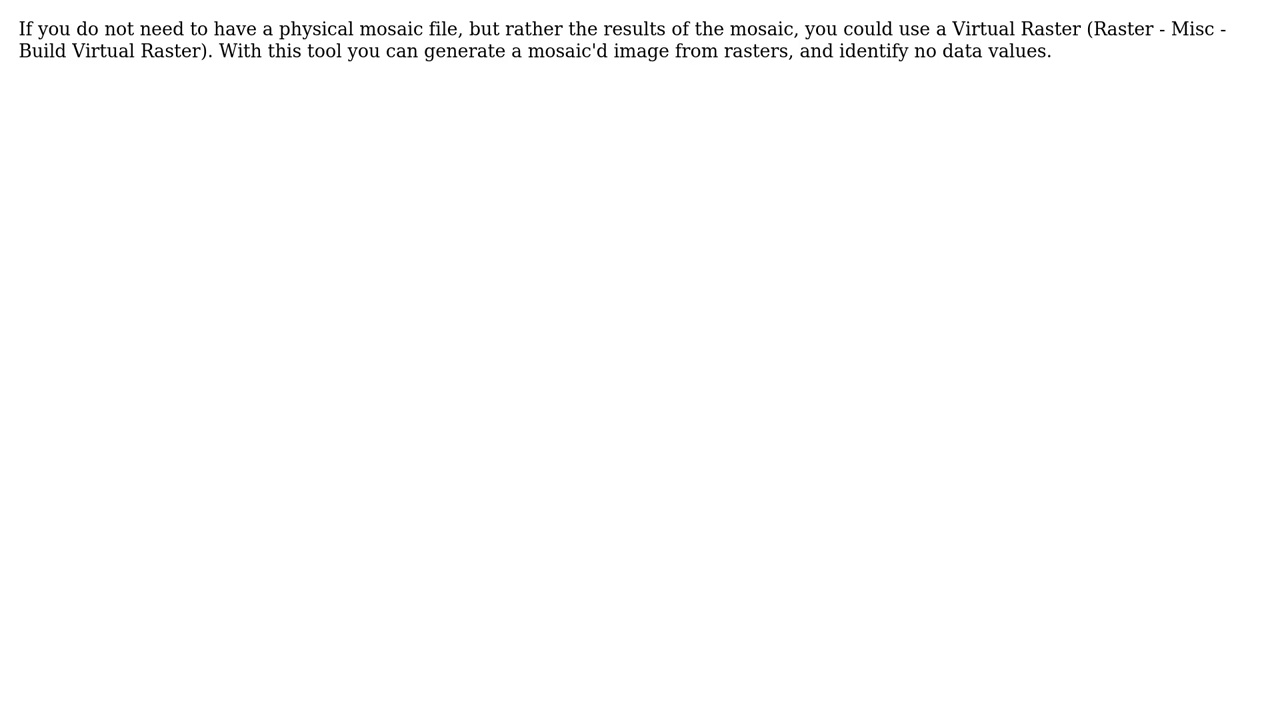 If you do not need to have a physical mosaic file, but rather the results of the mosaic, you could use a Virtual Raster (Raster - Misc -
Build Virtual Raster). With this tool you can generate a mosaic'd image from rasters, and identify no data values.